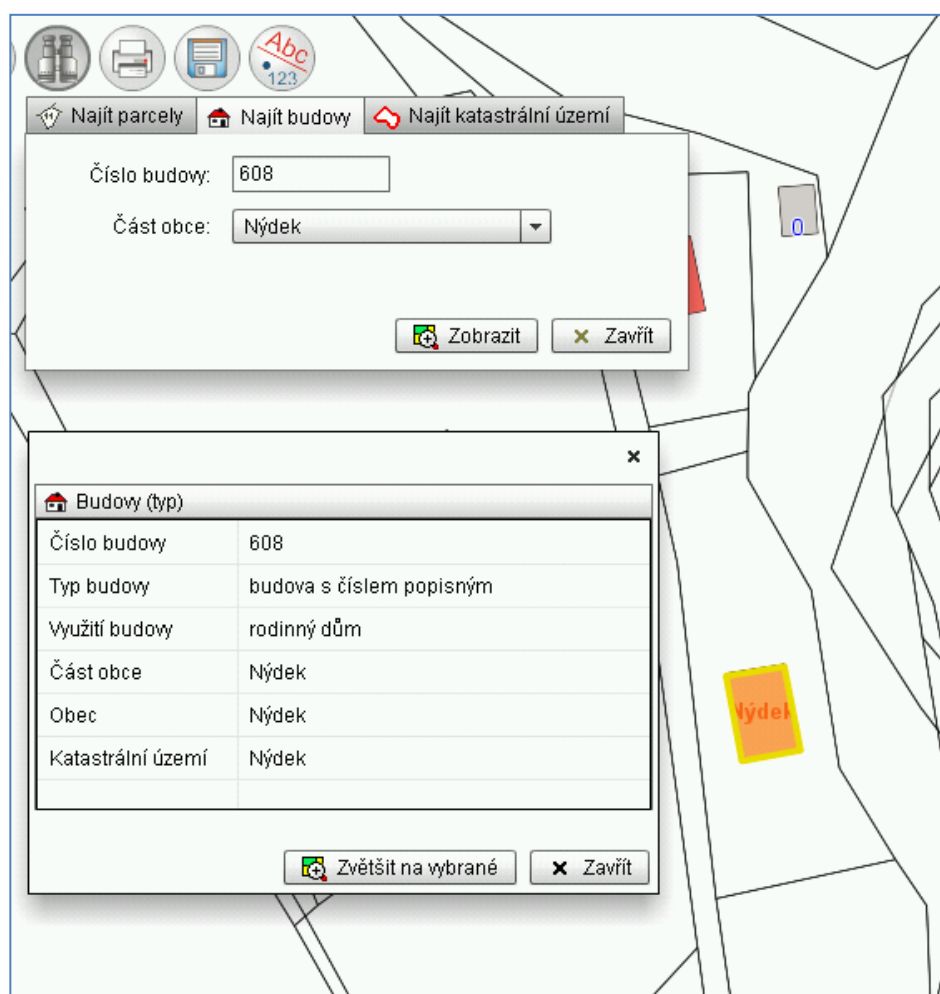 Abc
123
Najít parcely Najít budovy Najít katastrální území
Číslo budovy: 608
Část obce: Nýdek
0
Zobrazit Zavřít
Budovy (typ)
Číslo budovy 608
Typ budovy budova s číslem popisným
Využití budovy rodinný dům
Část obce Nýdek
Nýdek
Obec Nýdek
Katastrální území Nýdek
Zvětšit na vybrané Zavřít